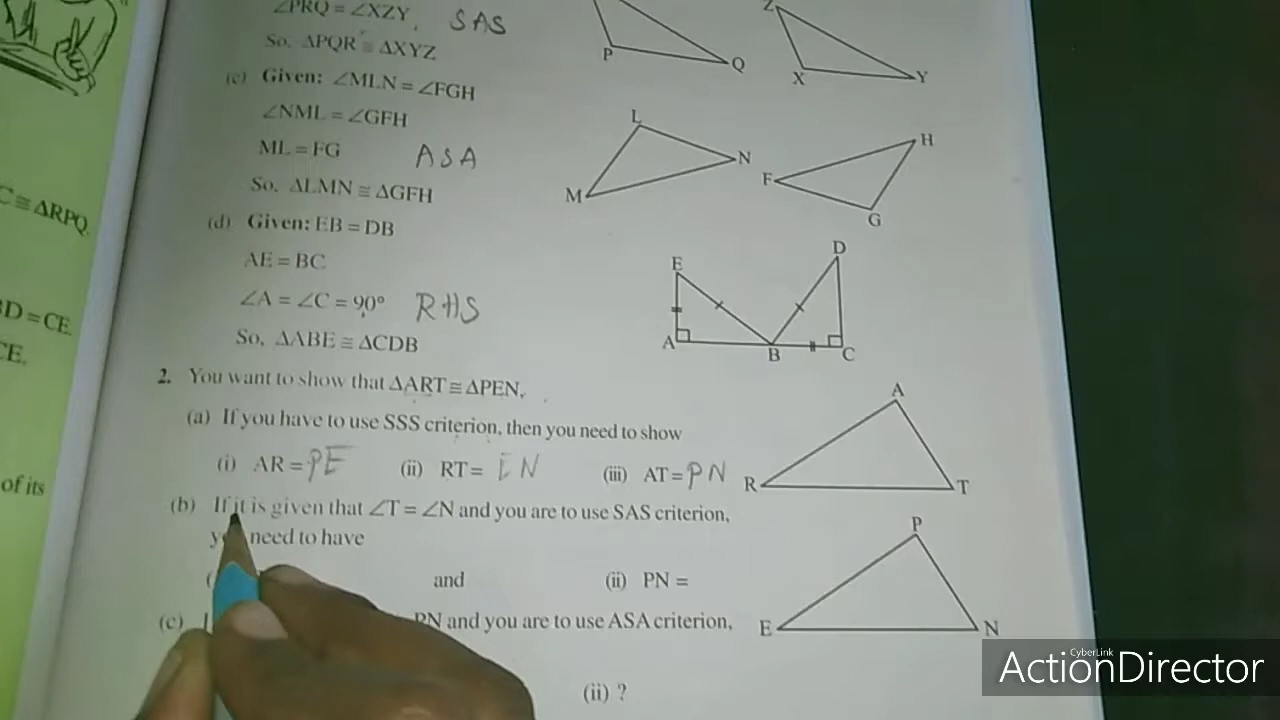 ∠PRQ = ∠XZY, SAS
So, ΔPQR ≅ ΔXYZ
P
Q
Z
X
Y
(c) Given: ∠MLN = ∠FGH
∠NML = ∠GFH
ML = FG ASA
So, ΔLMN ≅ ΔGFH
L
N
M
H
F
G
(d) Given: EB = DB
AE = BC
∠A = ∠C = 90° RHS
So, ΔABE ≅ ΔCDB
E
D
A
B
C
2. You want to show that ΔART ≅ ΔPEN,
(a) If you have to use SSS criterion, then you need to show
(i) AR = PE (ii) RT = EN (iii) AT = PN
A
R
T
(b) If it is given that ∠T = ∠N and you are to use SAS criterion,
need to have
and (ii) PN =
(c) PN and you are to use ASA criterion,
(ii) ?
P
E
N
≅ ΔRPQ.
BD = CE.
CE.
of its
CyberLink
ActionDirector